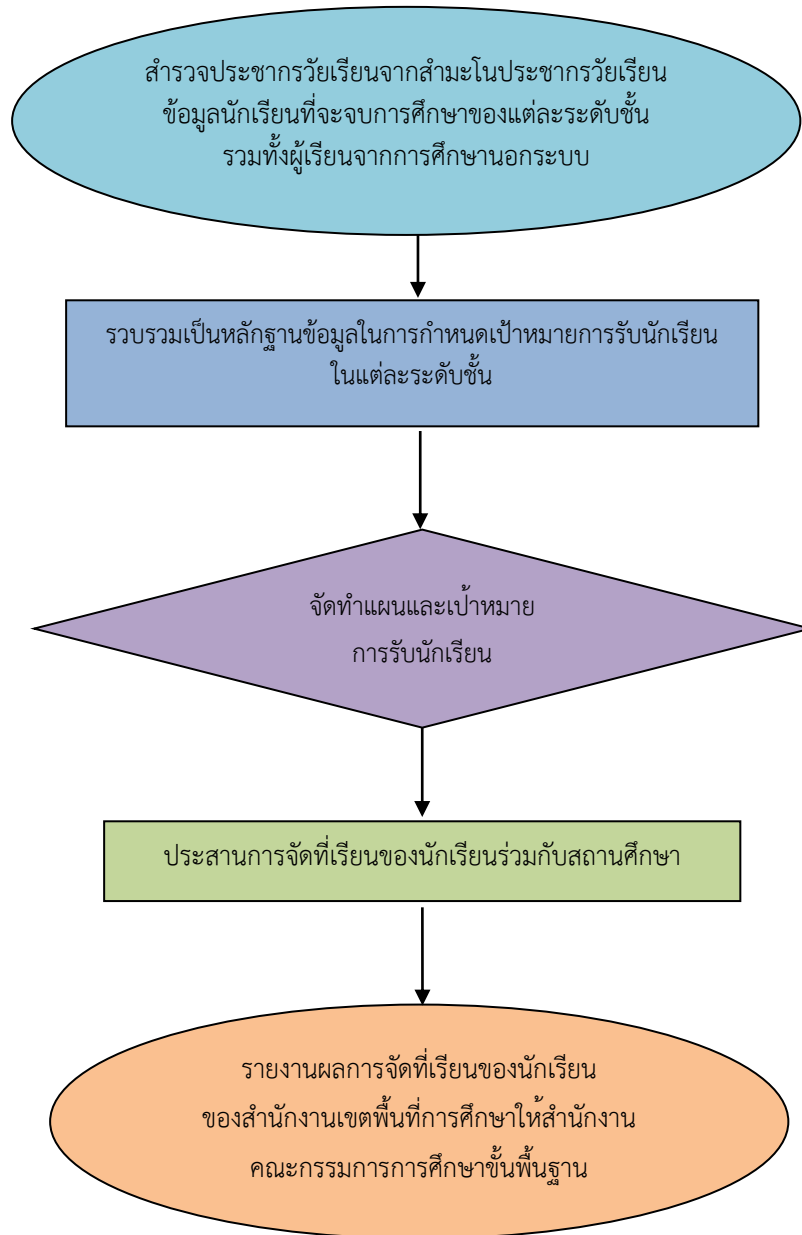 สำรวจประชากรวัยเรียนจากสำมะโนประชากรวัยเรียน
ข้อมูลนักเรียนที่จะจบการศึกษาของแต่ละระดับชั้น
รวมทั้งผู้เรียนจากการศึกษานอกระบบ
รวบรวมเป็นหลักฐานข้อมูลในการกำหนดเป้าหมายการรับนักเรียน
ในแต่ละระดับชั้น
จัดทำแผนและเป้าหมาย
การรับนักเรียน
ประสานการจัดที่เรียนของนักเรียนร่วมกับสถานศึกษา
รายงานผลการจัดที่เรียนของนักเรียน
ของสำนักงานเขตพื้นที่การศึกษาให้สำนักงาน
คณะกรรมการการศึกษาขั้นพื้นฐาน